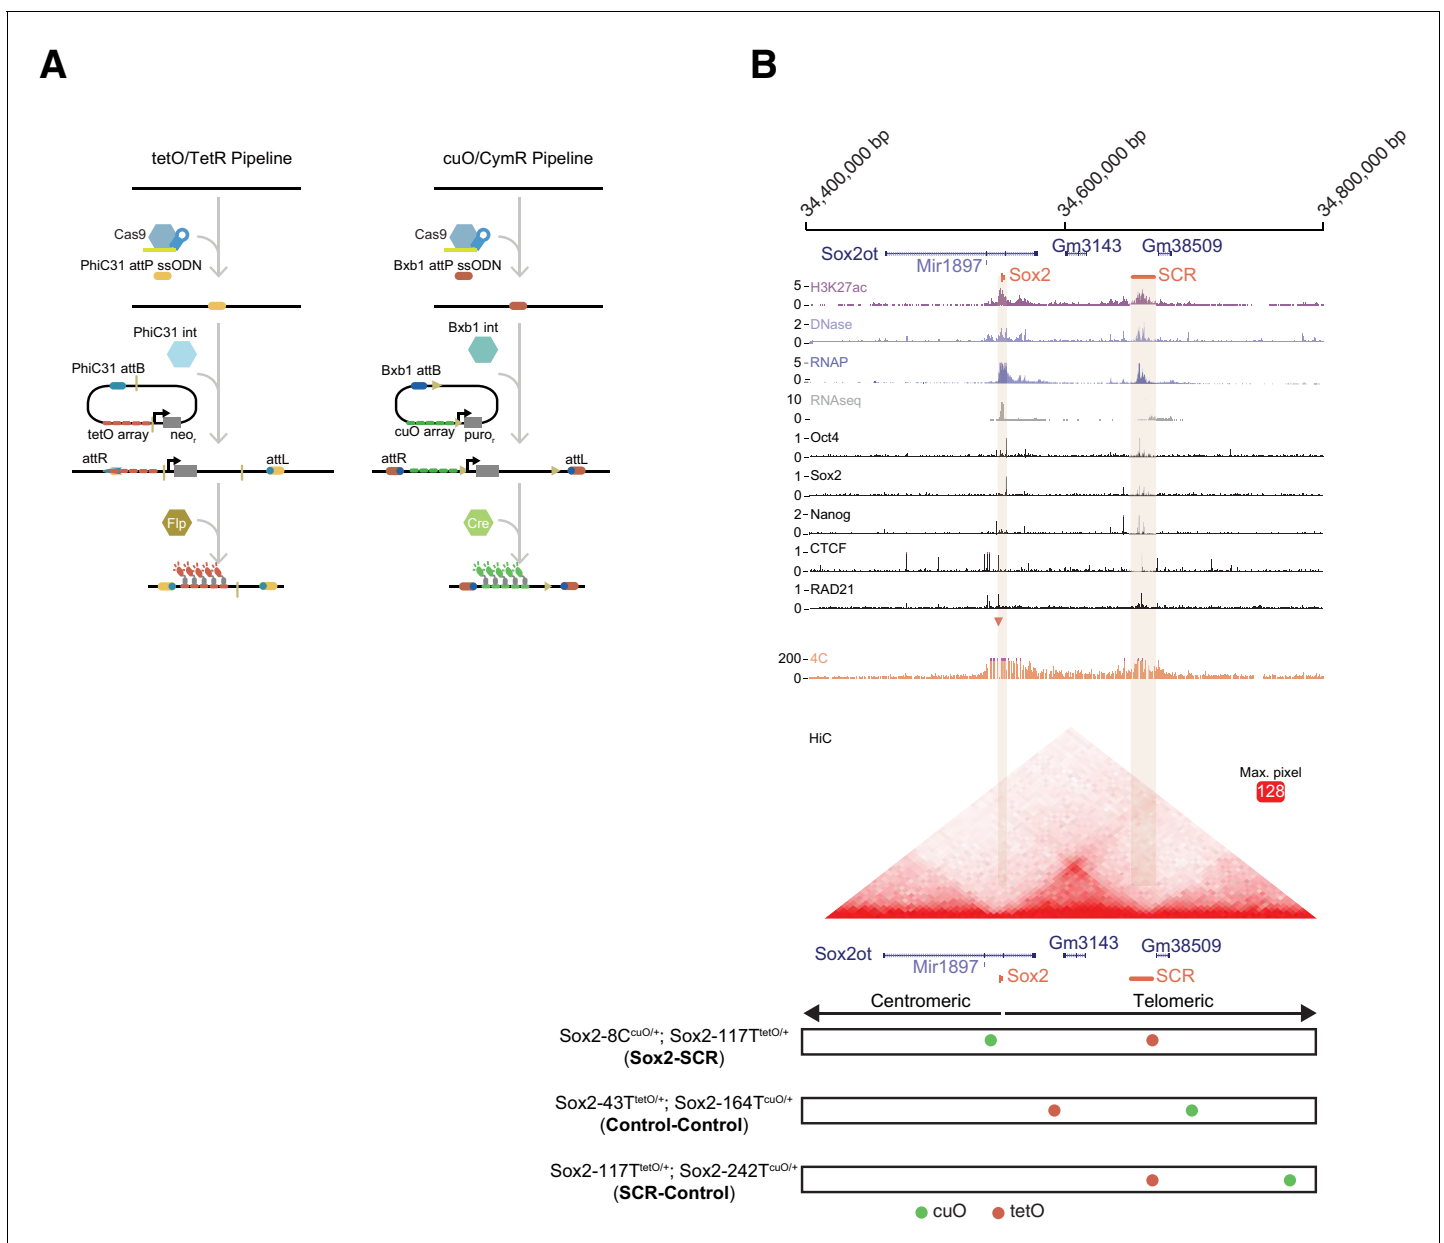 A
B
tetO/TetR Pipeline
cuO/CymR Pipeline
Cas9
PhiC31 attP ssODN
Cas9
Bxb1 attP ssODN
PhiC31 int
PhiC31 attB
tetO array
neor
Bxb1 int
Bxb1 attB
cuO array
puror
attR
attL
attR
attL
Flp
Cre
34,400,000 bp
34,600,000 bp
34,800,000 bp
Sox2ot
Mir1897
Gm3143
Gm38509
Sox2
SCR
5
0
H3K27ac
2
0
DNase
5
0
RNAP
10
0
RNAseq
1
0
Oct4
1
0
Sox2
2
0
Nanog
1
0
CTCF
1
0
RAD21
200
0
4C
HiC
Max. pixel
128
Sox2ot
Mir1897
Gm3143
Gm38509
Sox2
SCR
Centromeric
Telomeric
Sox2-8CcuO/+; Sox2-117TtetO/+
(Sox2-SCR)
Sox2-43TtetO/+; Sox2-164TcuO/+
(Control-Control)
Sox2-117TtetO/+; Sox2-242TcuO/+
(SCR-Control)
cuO
tetO